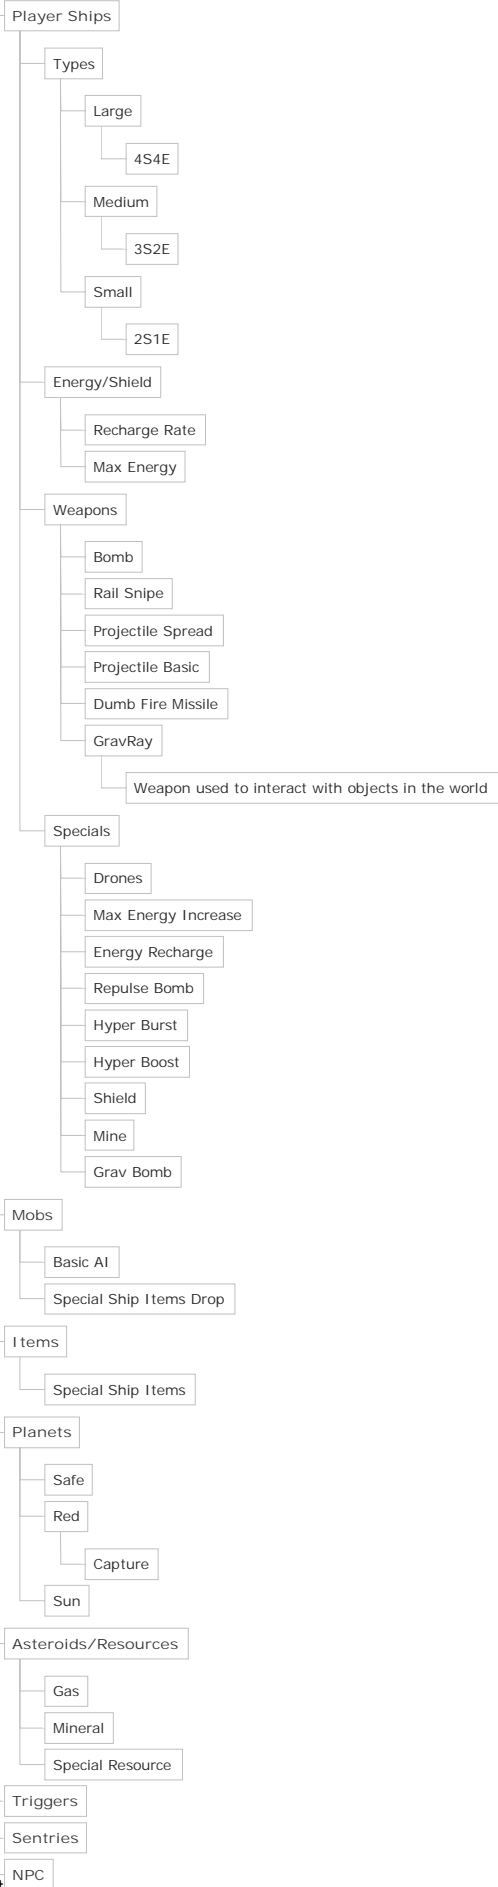 Player Ships
Types
Large
4S4E
Medium
3S2E
Small
2S1E
Energy/Shield
Recharge Rate
Max Energy
Weapons
Bomb
Rail Snipe
Projectile Spread
Projectile Basic
Dumb Fire Missile
GravRay
Weapon used to interact with objects in the world
Specials
Drones
Max Energy Increase
Energy Recharge
Repulse Bomb
Hyper Burst
Hyper Boost
Shield
Mine
Grav Bomb
Mobs
Basic AI
Special Ship Items Drop
Items
Special Ship Items
Planets
Safe
Red
Capture
Sun
Asteroids/Resources
Gas
Mineral
Special Resource
Triggers
Sentries
NPC